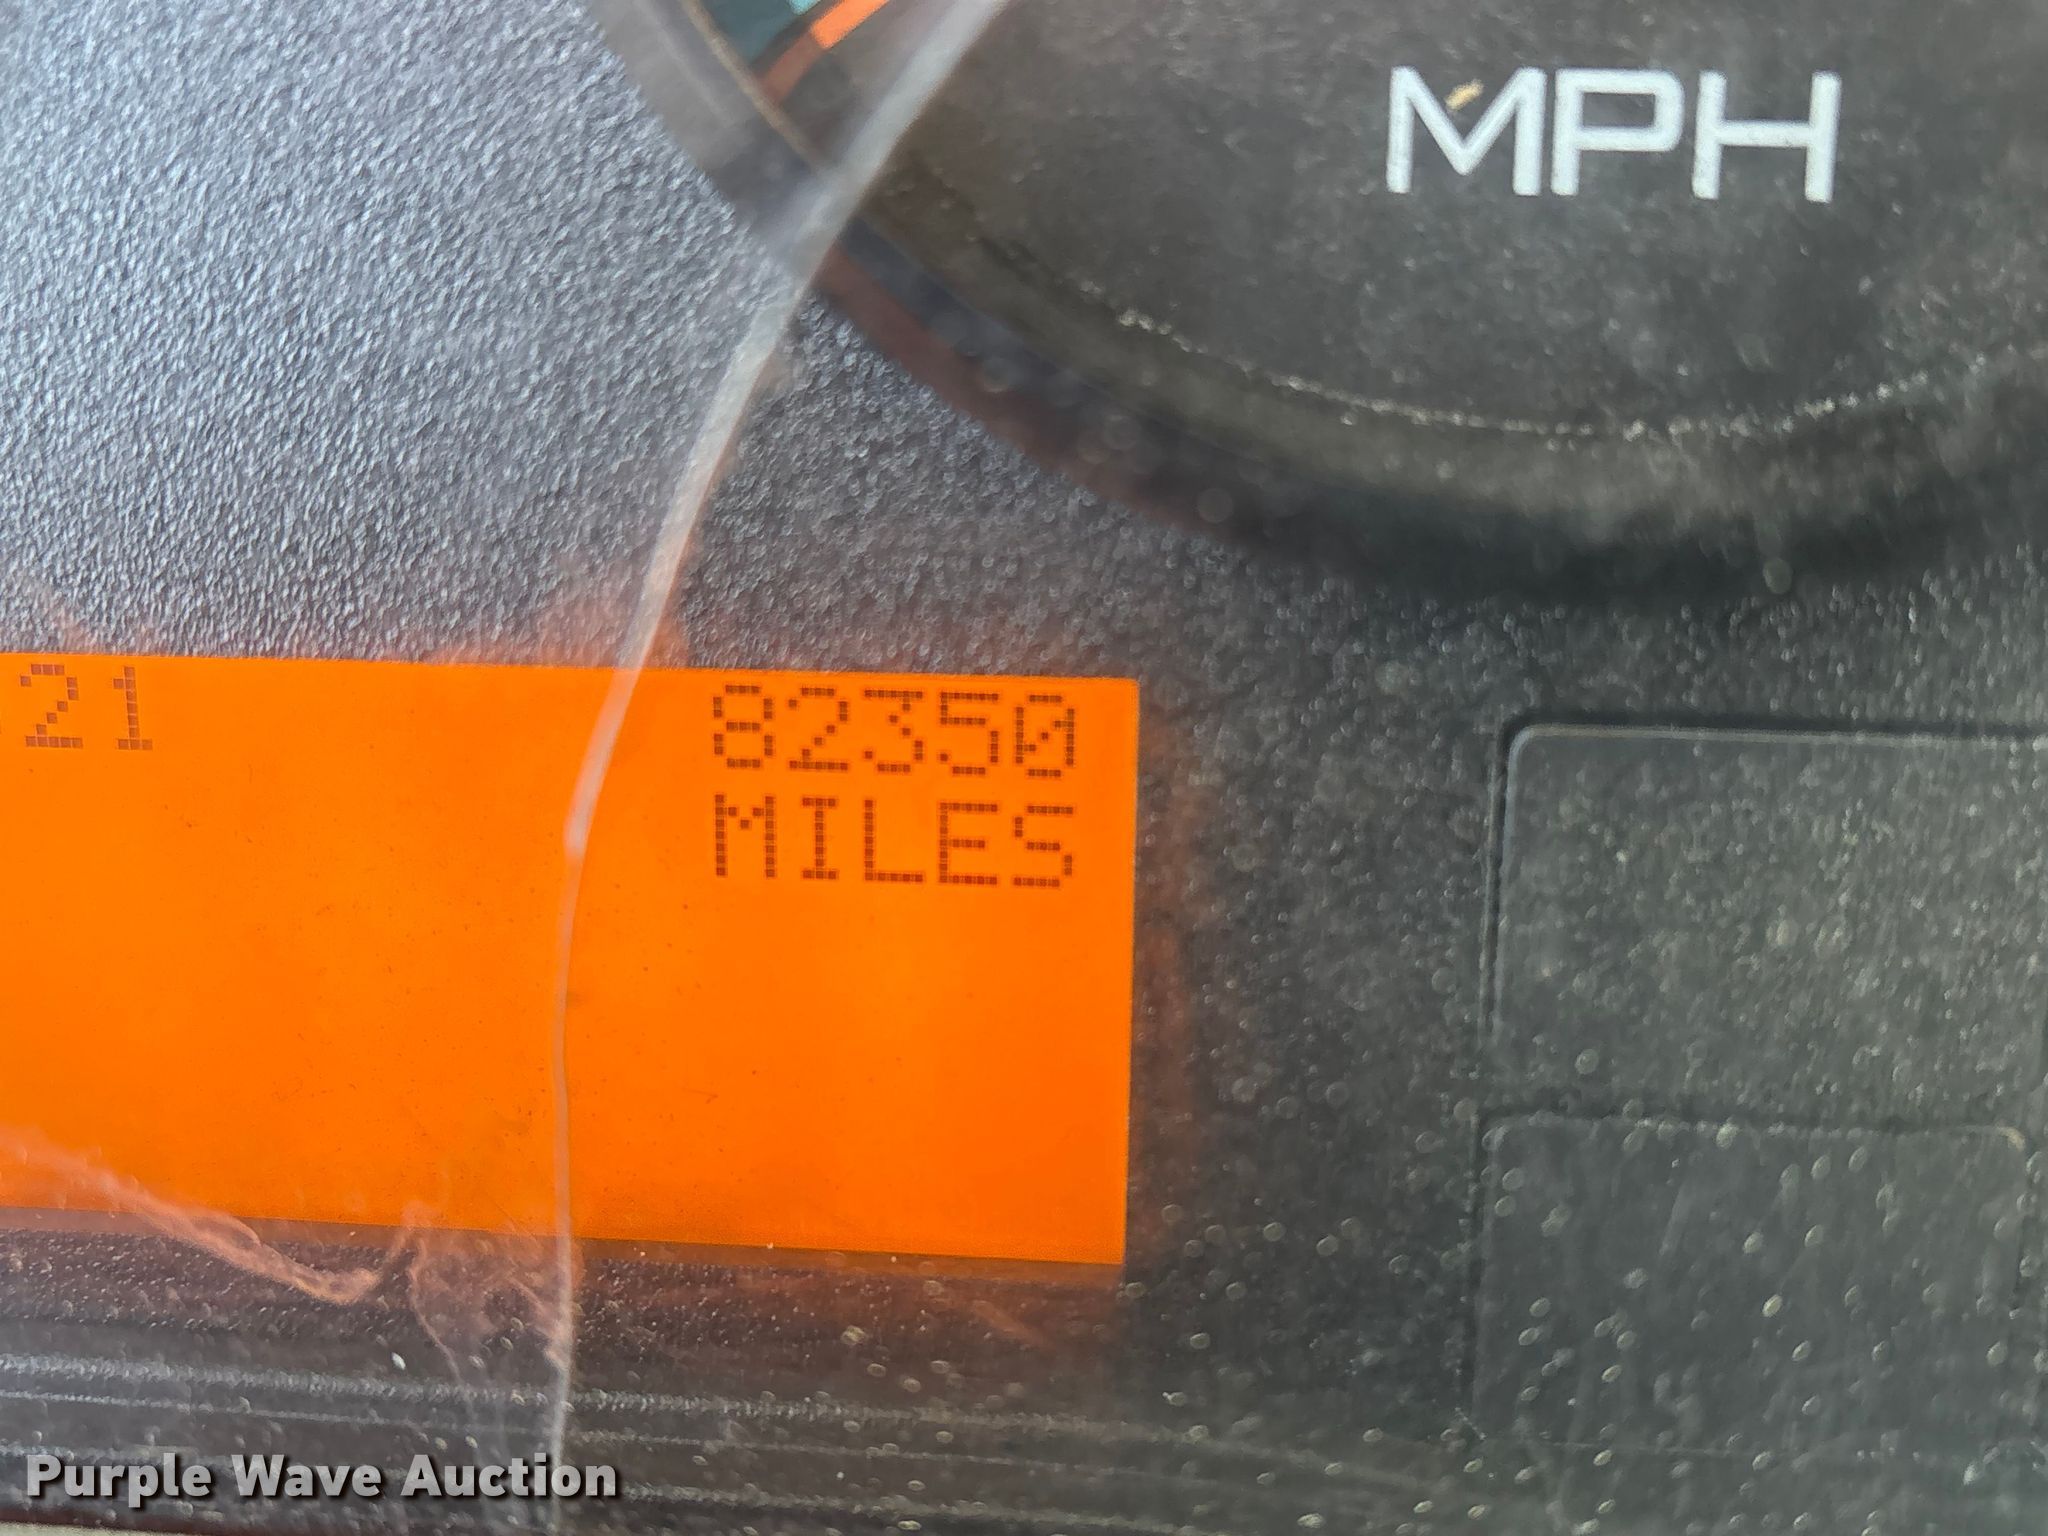 MPH
21 82350
MILES
Purple Wave Auction